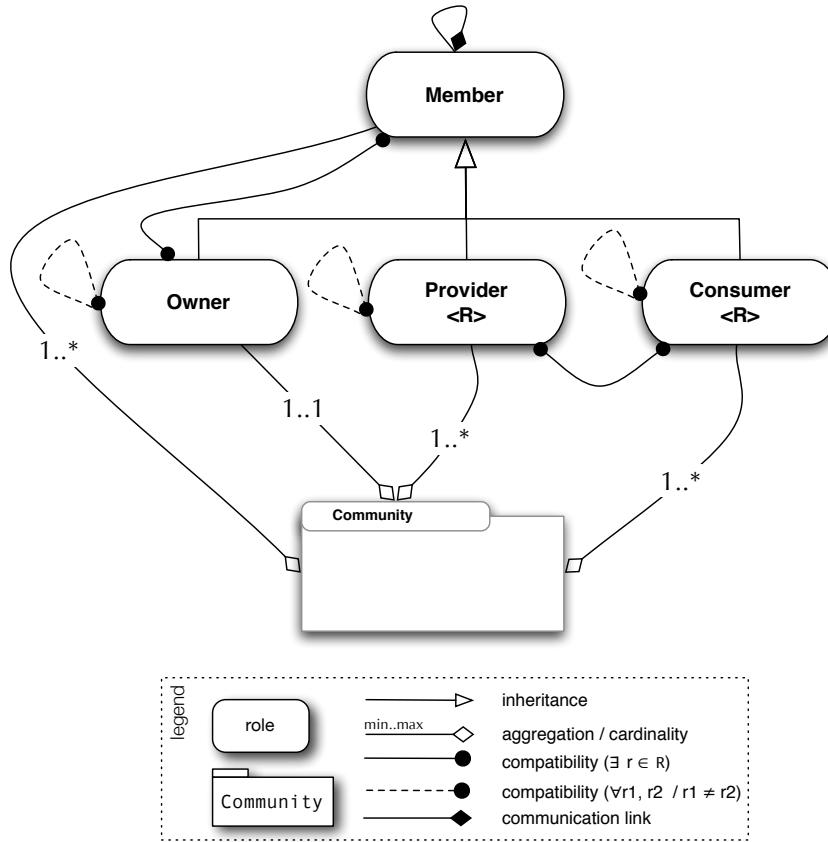 Member
Owner
Provider
<R>
Consumer
<R>
1..*
1..1
1..*
1..*
Community
legend
role
Community
inheritance
min..max
aggregation / cardinality
compatibility (∃ r ∈ R)
compatibility (∀r1, r2 / r1 ≠ r2)
communication link